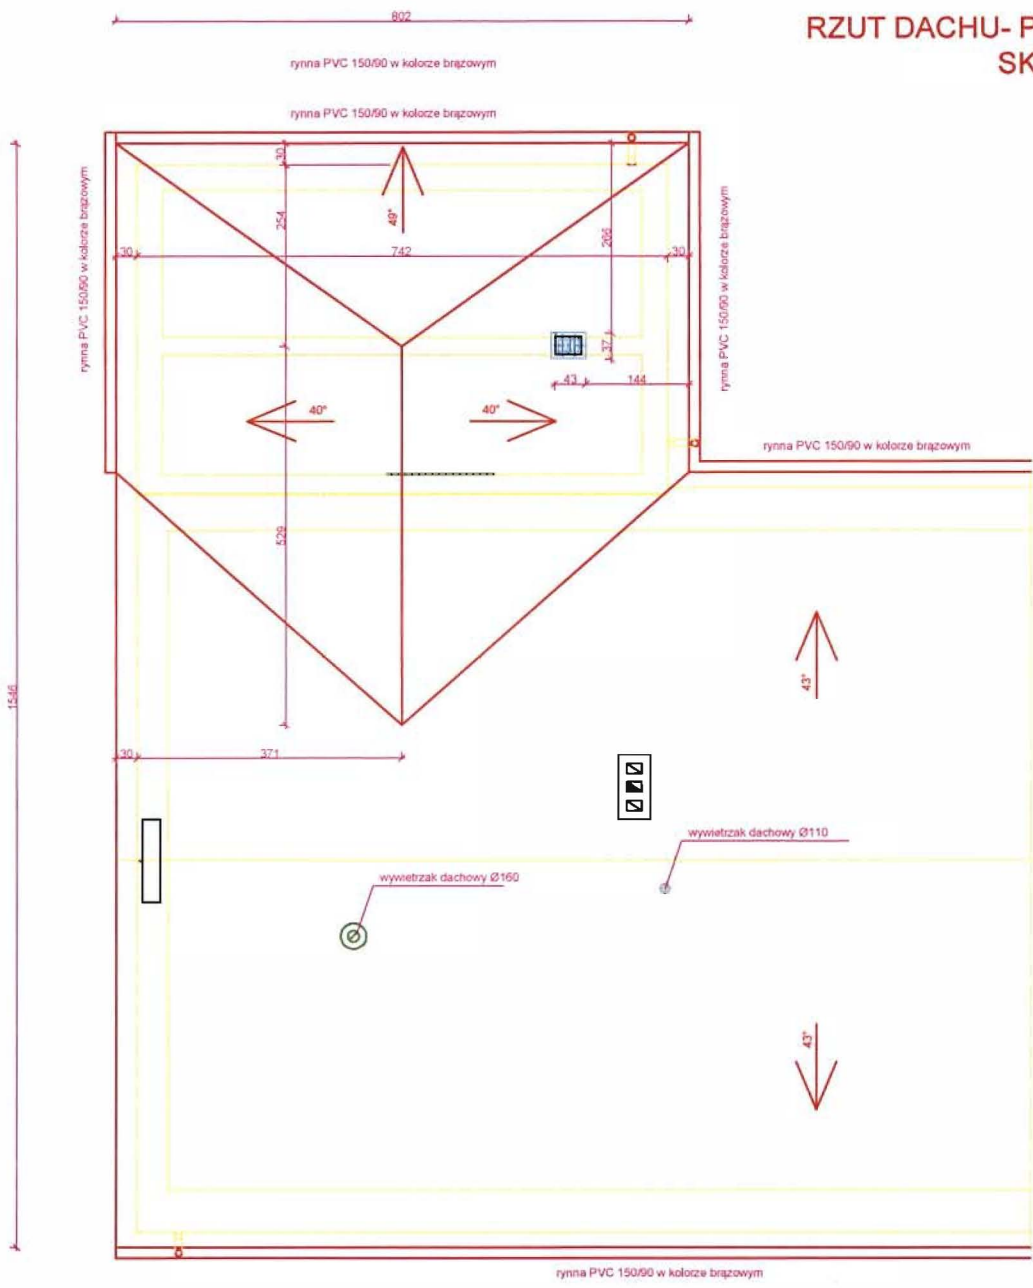 802
RZUT DACHU- P
SK
rynna PVC 150/90 w kolorze brązowym
rynna PVC 150/90 w kolorze brązowym
rynna PVC 150/90 w kolorze brązowym
rynna PVC 150/90 w kolorze brązowym
30
254
49°
266
30
742
30
37
43
144
40°
40°
rynna PVC 150/90 w kolorze brązowym
529
1546
43°
30
371
wywietrzak dachowy Ø110
wywietrzak dachowy Ø160
43°
rynna PVC 150/90 w kolorze brązowym